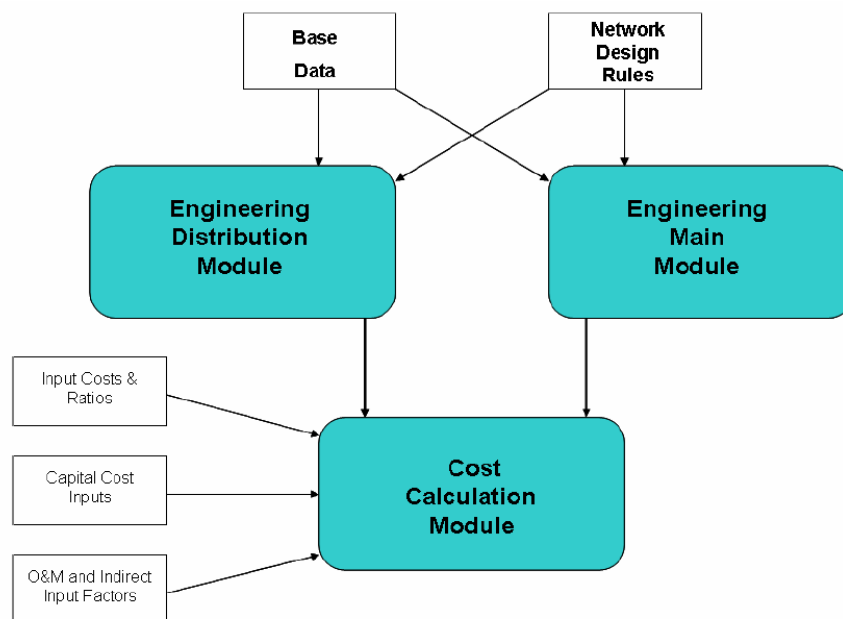 Base
Data
Network
Design
Rules
Engineering
Distribution
Module
Engineering
Main
Module
Input Costs &
Ratios
Capital Cost
Inputs
O&M and Indirect
Input Factors
Cost
Calculation
Module